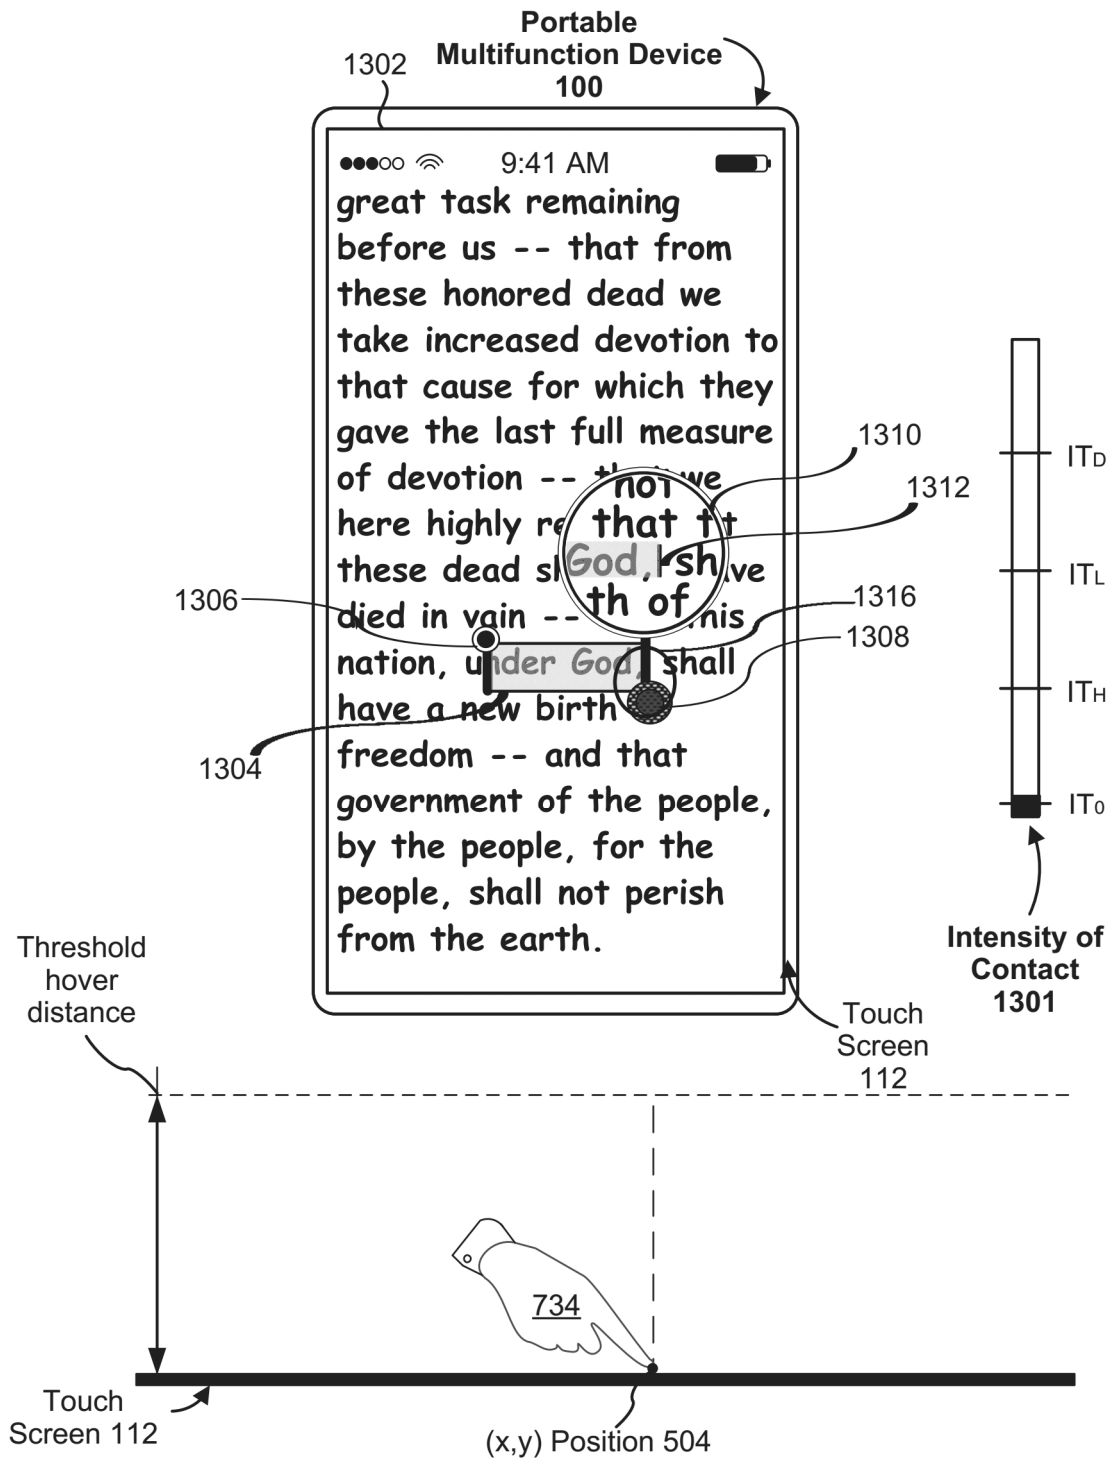 Portable
Multifunction Device
100
1302
9:41 AM
great task remaining
before us -- that from
these honored dead we
take increased devotion to
that cause for which they
gave the last full measure
of devotion -- that we
here highly re t
these dead sh ve
died in vain -- his
nation, under God, shall
have a new birth
freedom -- and that
government of the people,
by the people, for the
people, shall not perish
from the earth.
not
that t
God, sh
th of
1310
1312
1306
1316
1308
1304
ITD
ITL
ITH
IT0
Intensity of
Contact
1301
Threshold
hover
distance
Touch
Screen
112
734
Touch
Screen 112
(x,y) Position 504